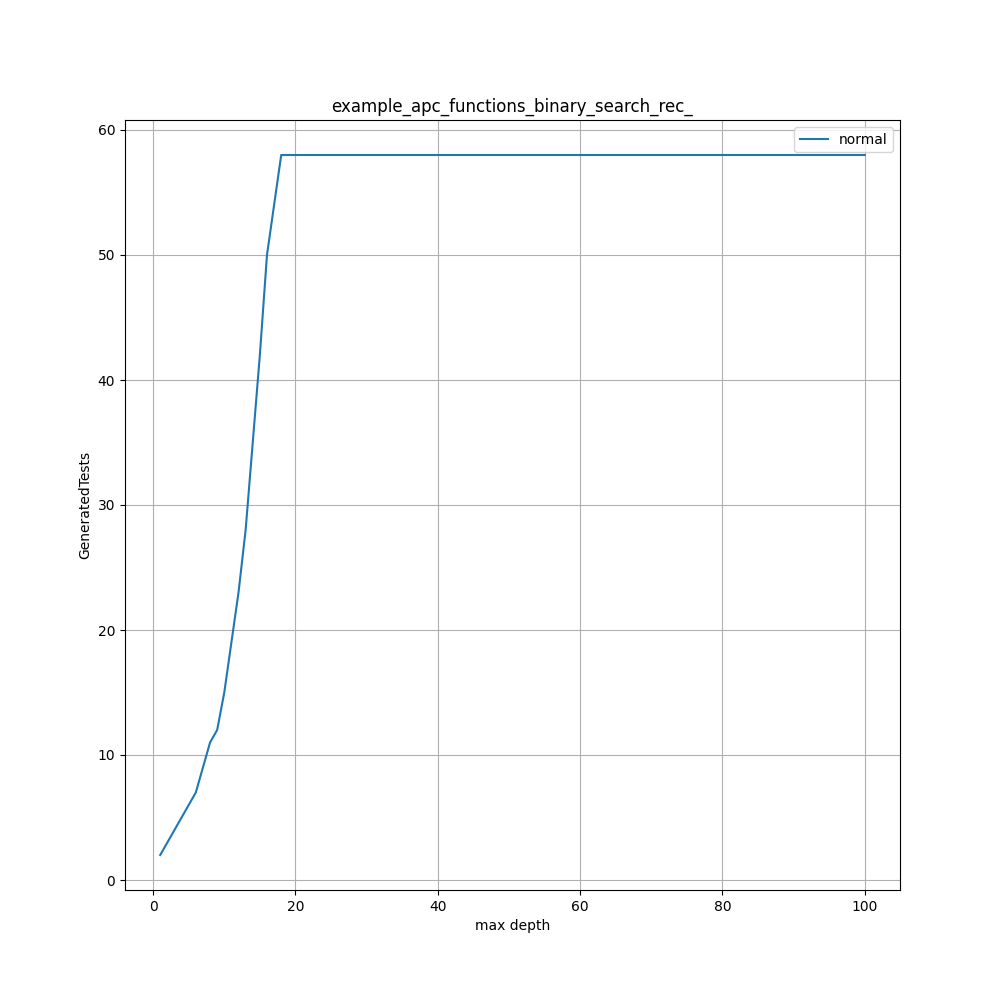 example_apc_functions_binary_search_rec_
normal
60
50
40
30
20
10
0
GeneratedTests
0 20 40 60 80 100
max depth